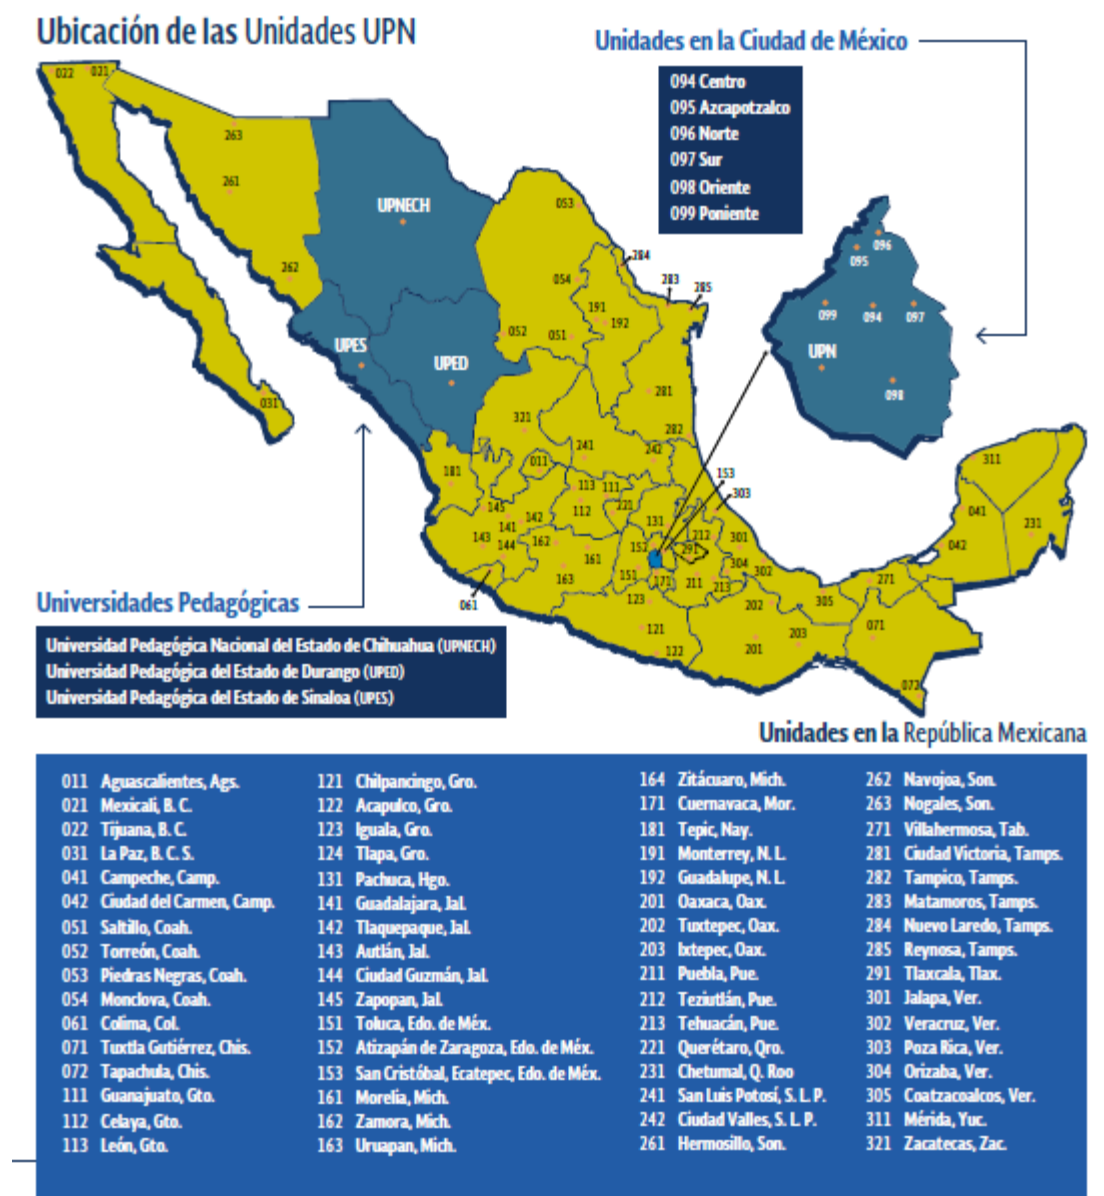 Ubicación de las Unidades UPN
Unidades en la Ciudad de México
094 Centro
095 Azcapotzalco
096 Norte
097 Sur
098 Oriente
099 Poniente
022
021
263
261
262
031
UPNECH
UPES
UPED
053
054
052
051
284
283
285
191
192
281
282
321
241
242
011
181
113
111
112
221
145
141
142
143
144
162
161
163
061
131
152
151
171
291
211
212
213
153
303
301
304
302
123
121
122
202
201
203
305
271
071
072
311
041
042
231
096
095
099
094
097
UPN
098
Universidades Pedagógicas
Universidad Pedagógica Nacional del Estado de Chihuahua (UPNECH)
Universidad Pedagógica del Estado de Durango (UPED)
Universidad Pedagógica del Estado de Sinaloa (UPES)
Unidades en la República Mexicana
011 Aguascalientes, Ags.
021 Mexicali, B. C.
022 Tijuana, B. C.
031 La Paz, B. C. S.
041 Campeche, Camp.
042 Ciudad del Carmen, Camp.
051 Saltillo, Coah.
052 Torreón, Coah.
053 Piedras Negras, Coah.
054 Monclova, Coah.
061 Colima, Col.
071 Tuxtla Gutiérrez, Chis.
072 Tapachula, Chis.
111 Guanajuato, Gto.
112 Celaya, Gto.
113 León, Gto.
121 Chilpancingo, Gro.
122 Acapulco, Gro.
123 Iguala, Gro.
124 Tlapa, Gro.
131 Pachuca, Hgo.
141 Guadalajara, Jal.
142 Tlaquepaque, Jal.
143 Autlán, Jal.
144 Ciudad Guzmán, Jal.
145 Zapopan, Jal.
151 Toluca, Edo. de Méx.
152 Atizapán de Zaragoza, Edo. de Méx.
153 San Cristóbal, Ecatepec, Edo. de Méx.
161 Morelia, Mich.
162 Zamora, Mich.
163 Uruapan, Mich.
164 Zitácuaro, Mich.
171 Cuernavaca, Mor.
181 Tepic, Nay.
191 Monterrey, N. L.
192 Guadalupe, N. L.
201 Oaxaca, Oax.
202 Tuxtepec, Oax.
203 Ixtepec, Oax.
211 Puebla, Pue.
212 Teziutlán, Pue.
213 Tehuacán, Pue.
221 Querétaro, Qro.
231 Chetumal, Q. Roo
241 San Luis Potosí, S. L. P.
242 Ciudad Valles, S. L. P.
261 Hermosillo, Son.
262 Navojoa, Son.
263 Nogales, Son.
271 Villahermosa, Tab.
281 Ciudad Victoria, Tamps.
282 Tampico, Tamps.
283 Matamoros, Tamps.
284 Nuevo Laredo, Tamps.
285 Reynosa, Tamps.
291 Tlaxcala, Tlax.
301 Jalapa, Ver.
302 Veracruz, Ver.
303 Poza Rica, Ver.
304 Orizaba, Ver.
305 Coatzacoalcos, Ver.
311 Mérida, Yuc.
321 Zacatecas, Zac.